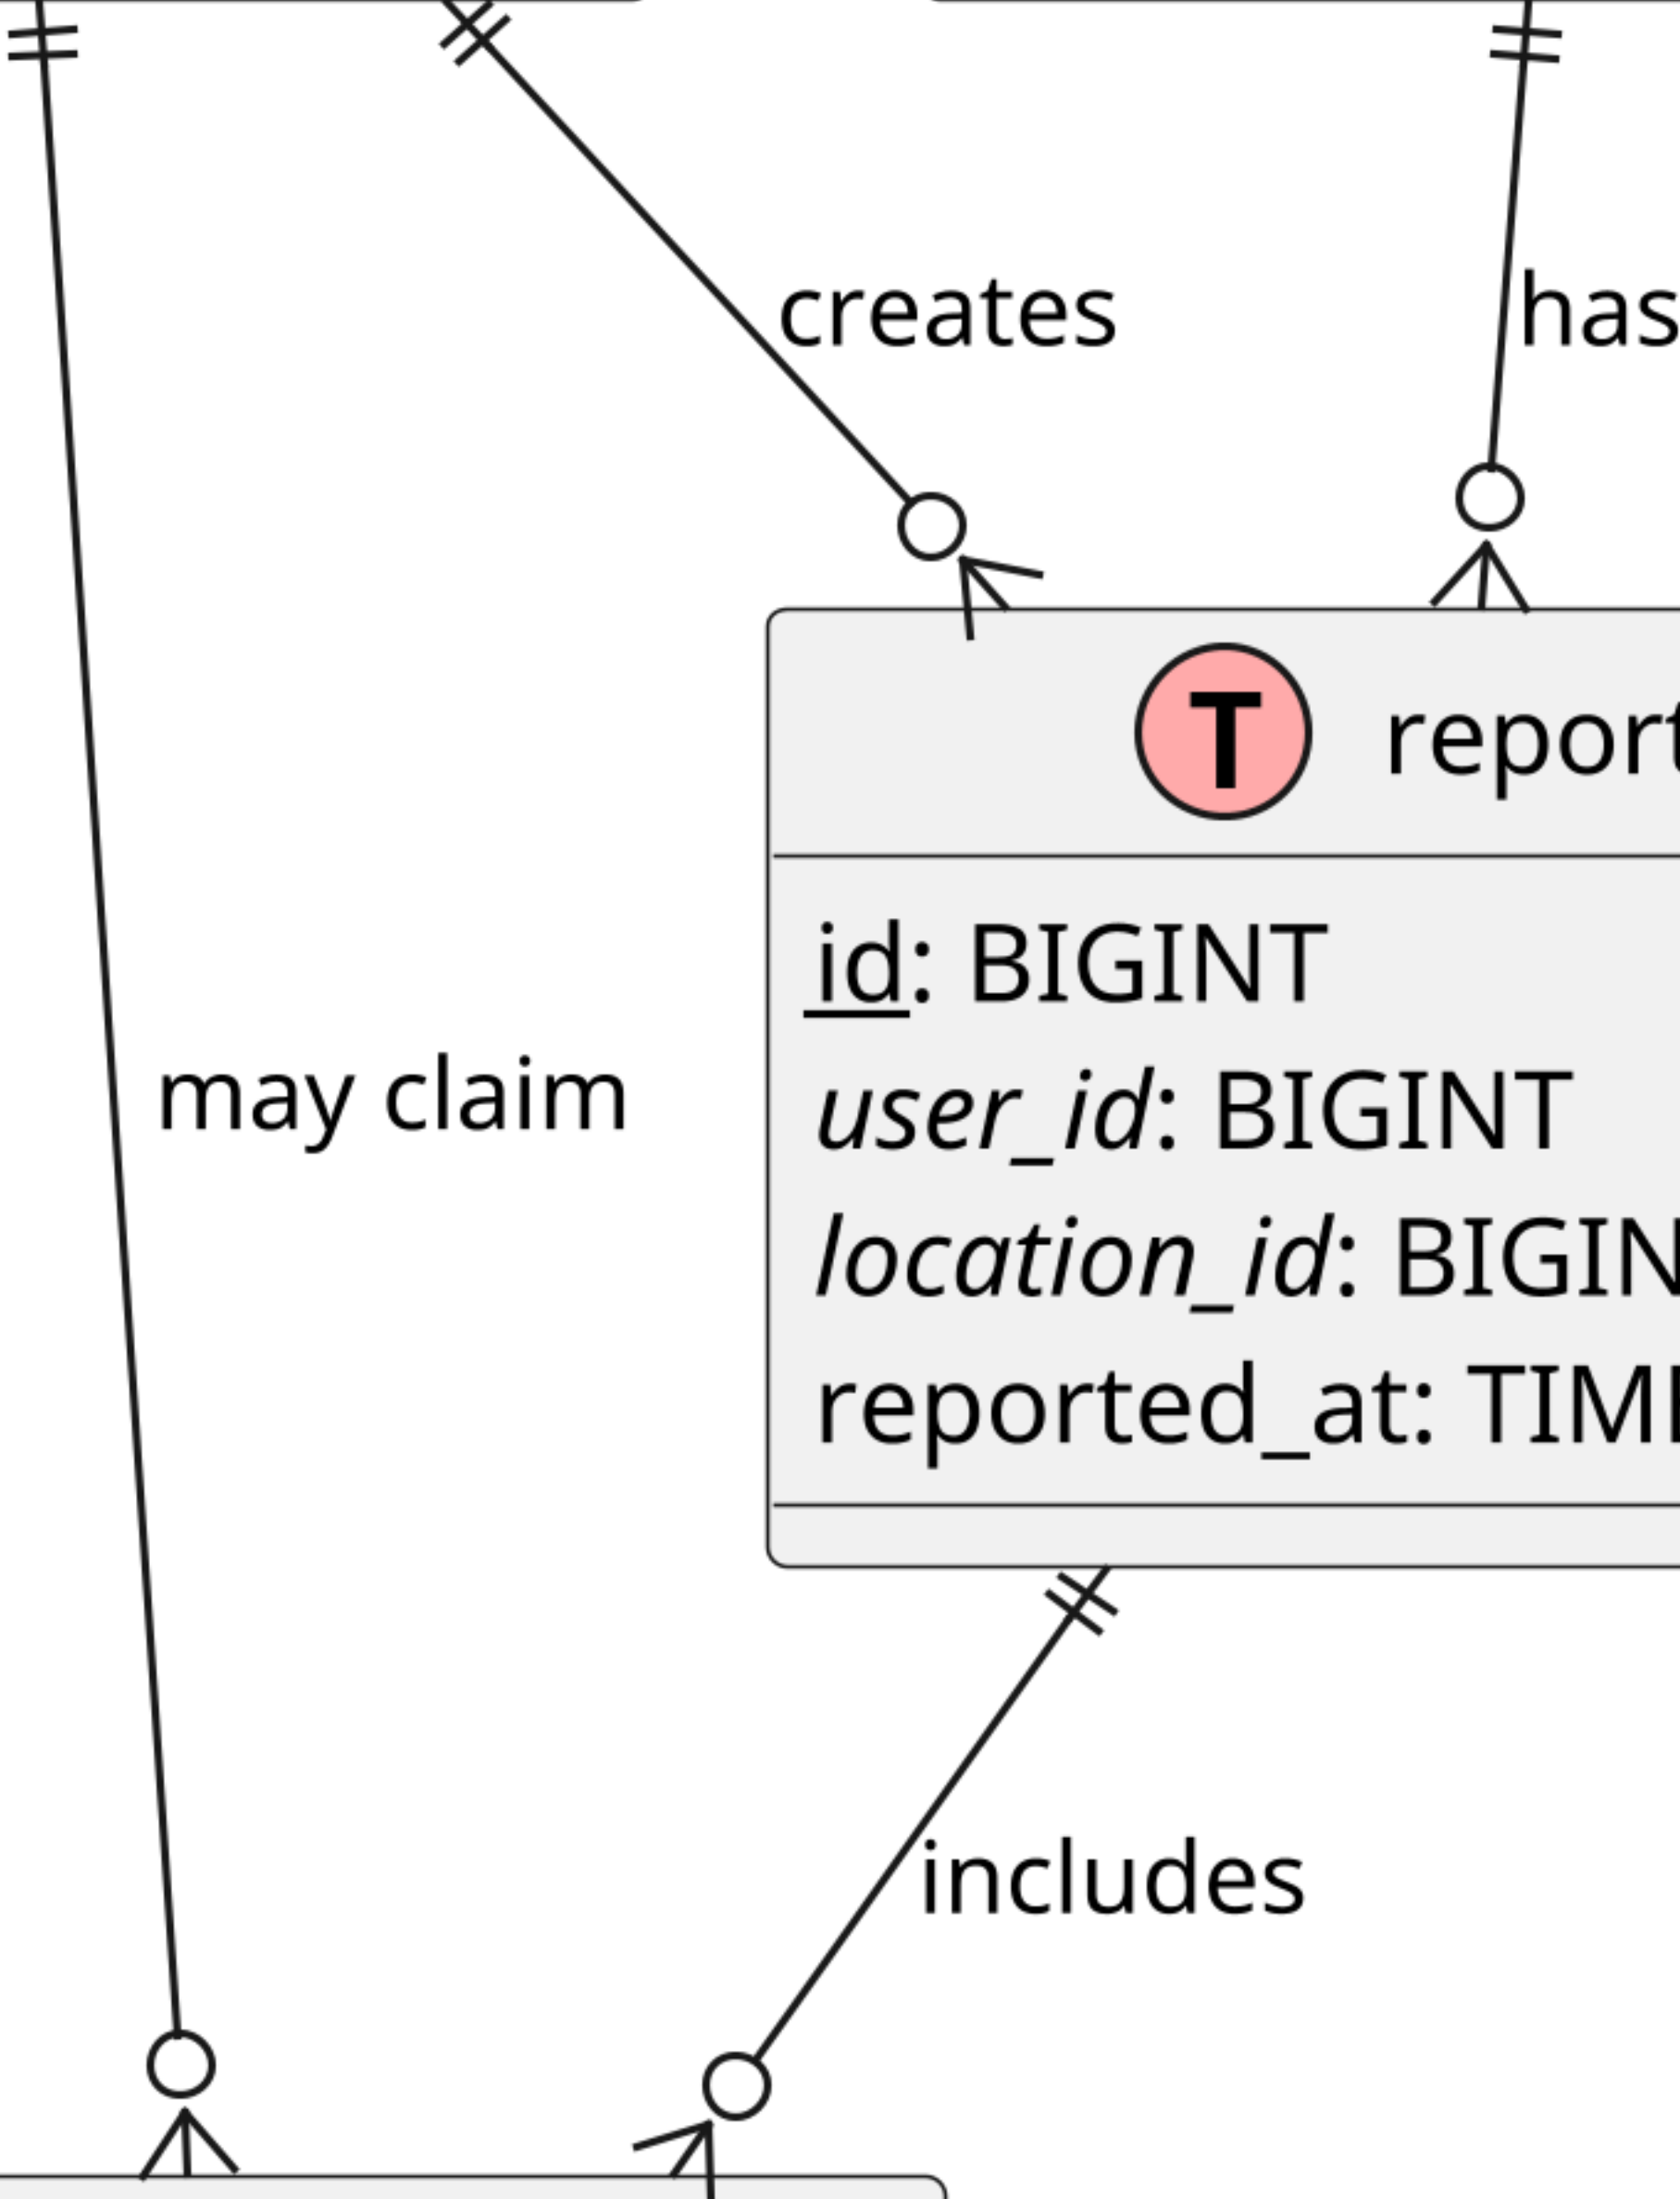 creates
has
T report
id: BIGINT
user_id: BIGINT
location_id: BIGIN
reported_at: TIM
may claim
includes